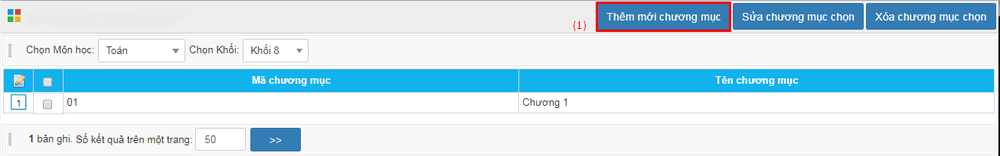 (1) Thêm mới chương mục Sửa chương mục chọn Xóa chương mục chọn
Chọn Môn học: Toán Chọn Khối: Khối 8
Mã chương mục Tên chương mục
1 01 Chương 1
1 bản ghi. Số kết quả trên một trang: 50 >>